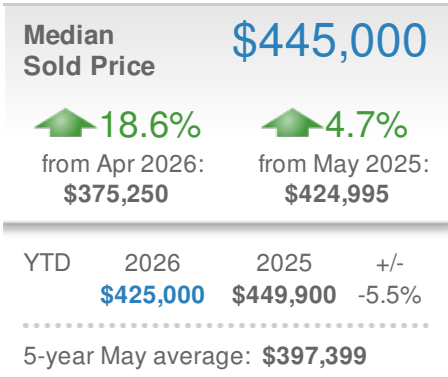 Median
Sold Price
$445,000
18.6%
from Apr 2026:
$375,250
4.7%
from May 2025:
$424,995
YTD 2026 2025 +/-
$425,000 $449,900 -5.5%
5-year May average: $397,399